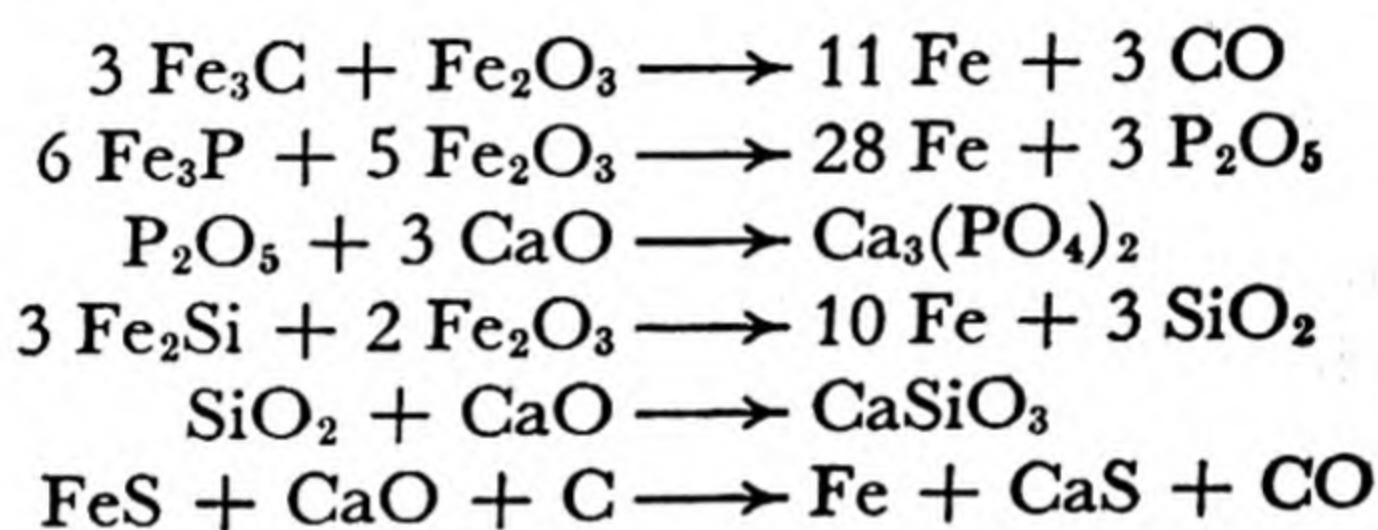 3 Fe₃C + Fe₂O₃ ⟶ 11 Fe + 3 CO
6 Fe₃P + 5 Fe₂O₃ ⟶ 28 Fe + 3 P₂O₅
P₂O₅ + 3 CaO ⟶ Ca₃(PO₄)₂
3 Fe₂Si + 2 Fe₂O₃ ⟶ 10 Fe + 3 SiO₂
SiO₂ + CaO ⟶ CaSiO₃
FeS + CaO + C ⟶ Fe + CaS + CO